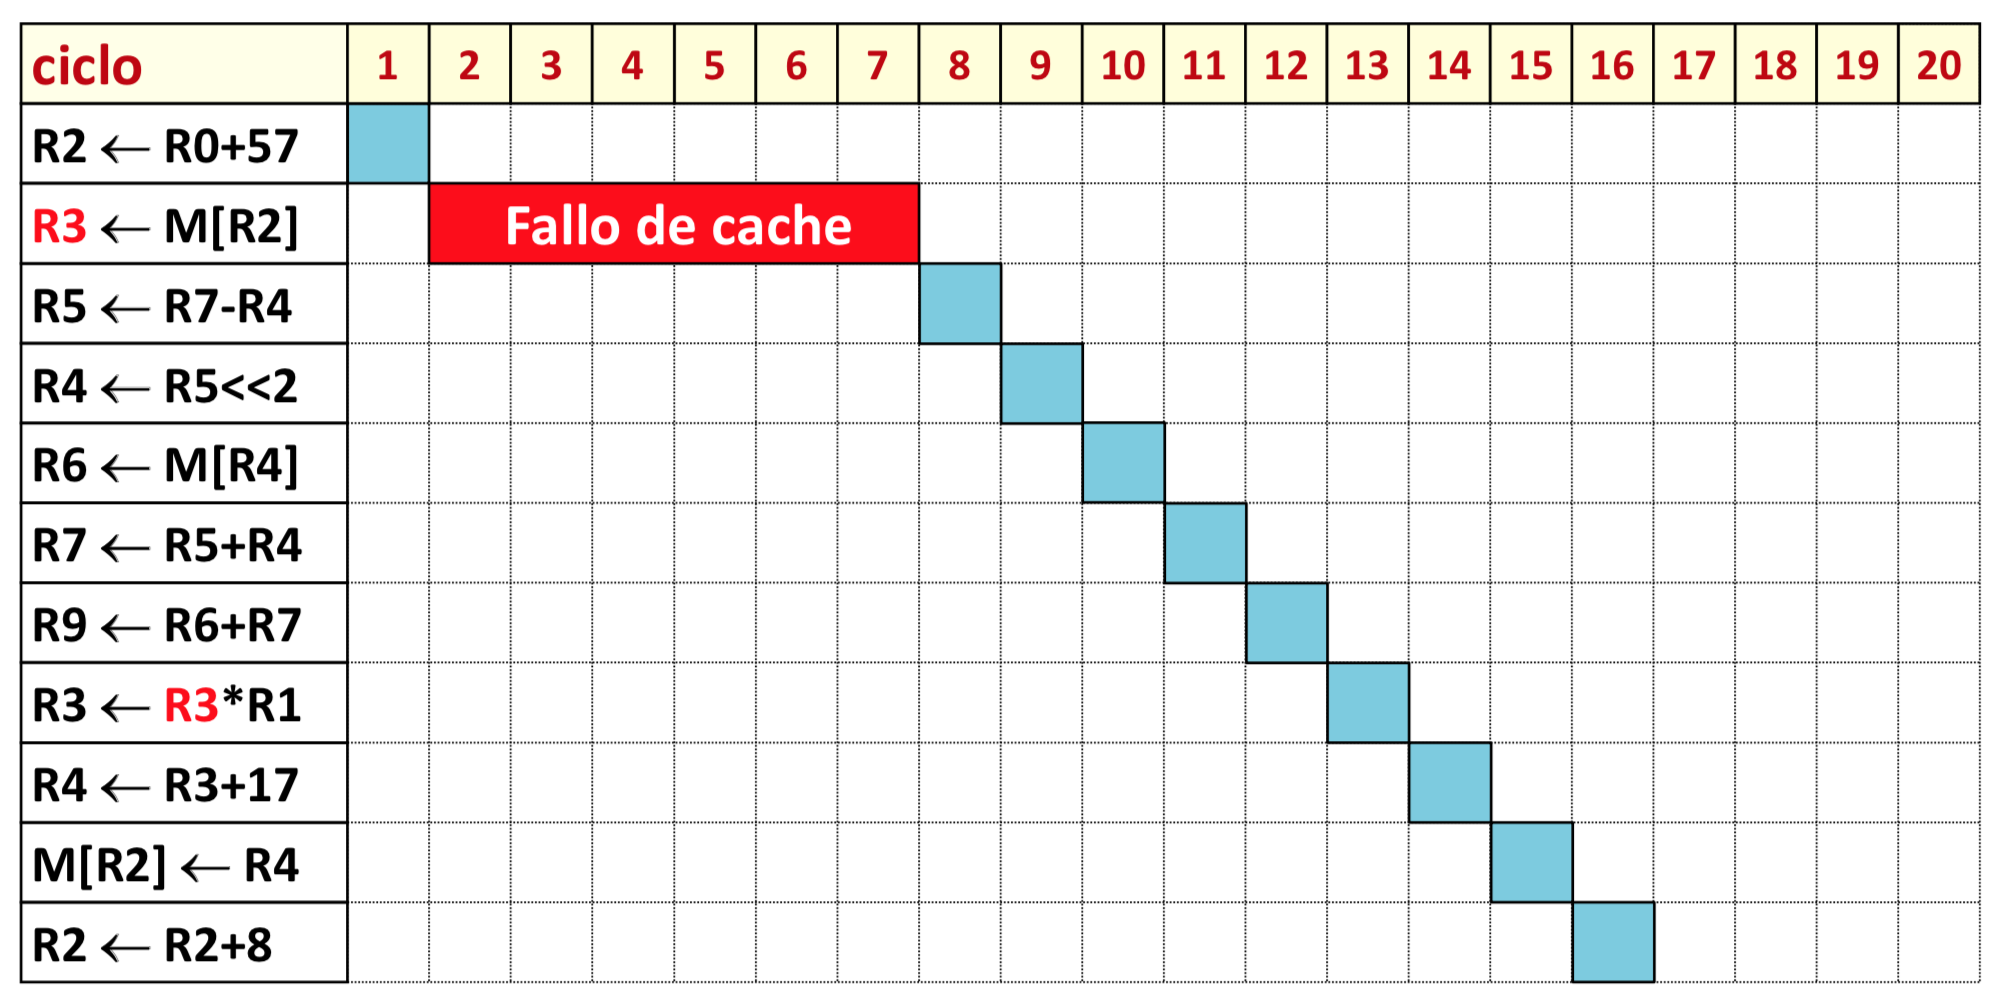 ciclo 1 2 3 4 5 6 7 8 9 10 11 12 13 14 15 16 17 18 19 20
R2 ← R0+57
R3 ← M[R2] Fallo de cache
R5 ← R7-R4
R4 ← R5<<2
R6 ← M[R4]
R7 ← R5+R4
R9 ← R6+R7
R3 ← R3*R1
R4 ← R3+17
M[R2] ← R4
R2 ← R2+8